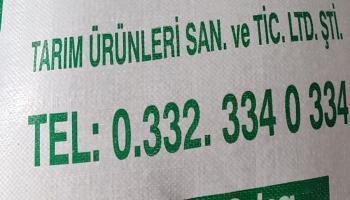 TARIM ÜRÜNLERİ SAN. ve TİC. LTD. ŞTİ.
TEL: 0.332. 334 0 334